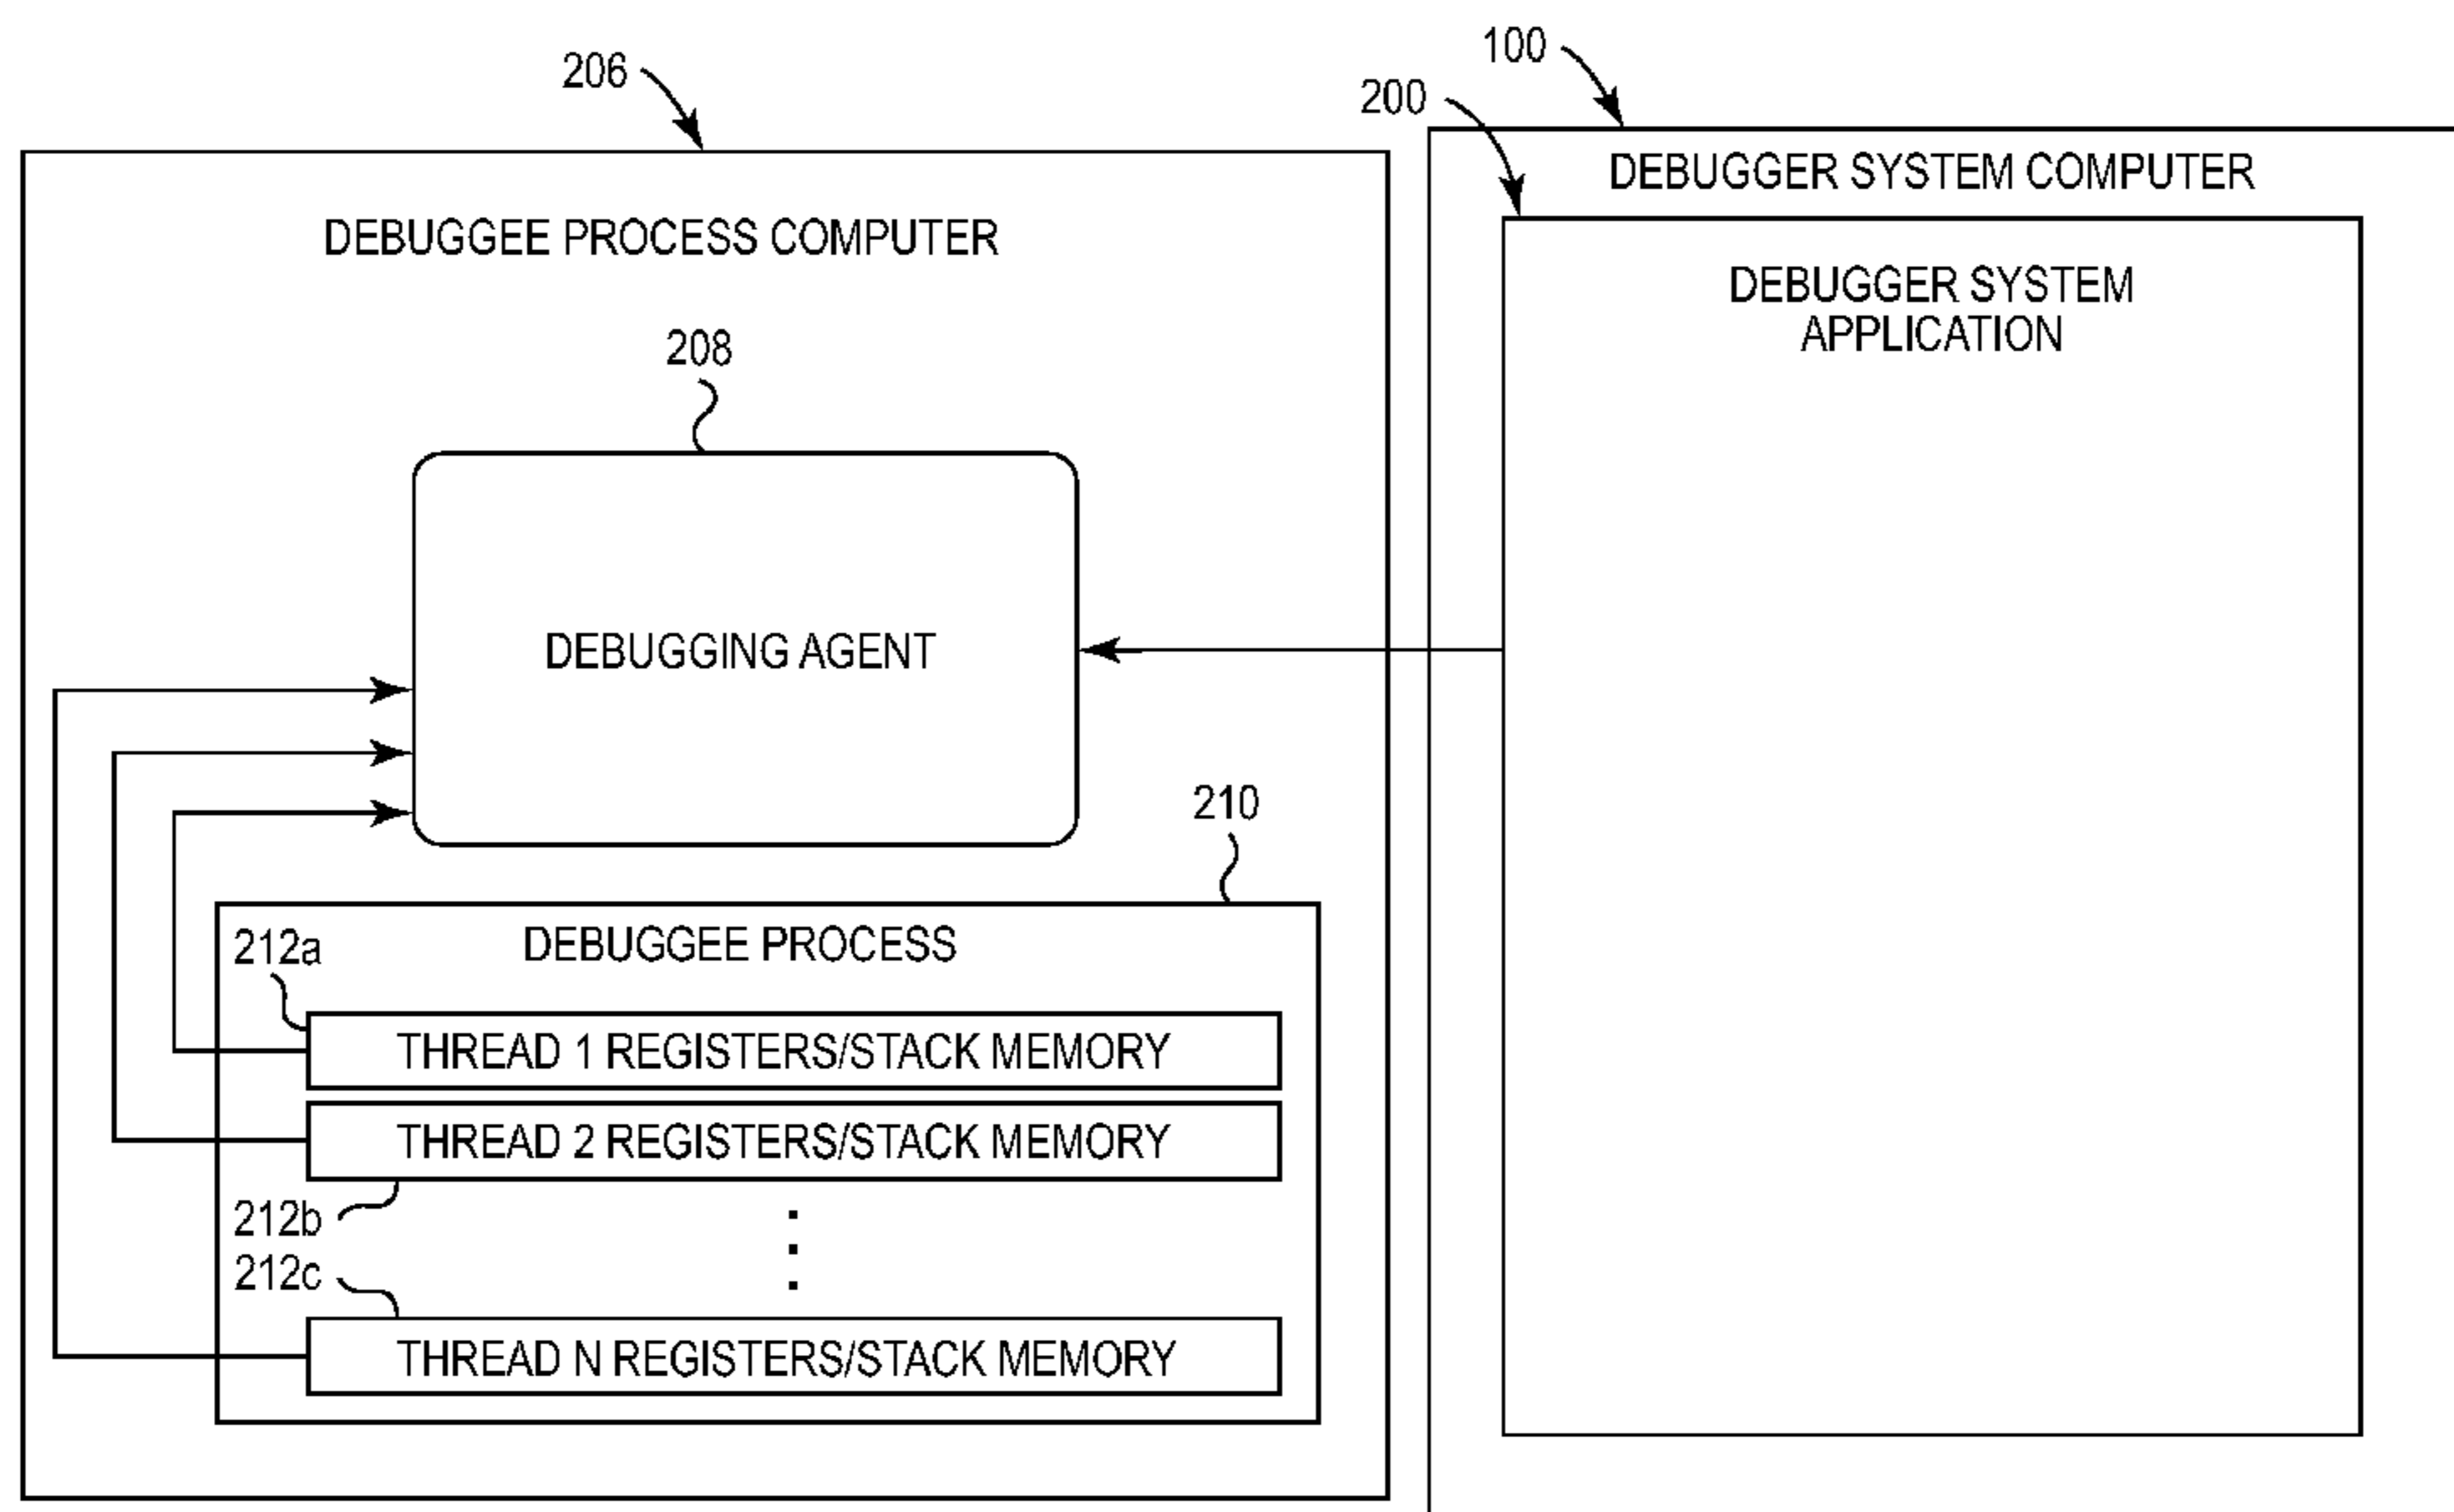 206
100
200
DEBUGGER SYSTEM COMPUTER
DEBUGGEE PROCESS COMPUTER
DEBUGGER SYSTEM
APPLICATION
208
DEBUGGING AGENT
210
DEBUGGEE PROCESS
212a
THREAD 1 REGISTERS/STACK MEMORY
THREAD 2 REGISTERS/STACK MEMORY
212b
212c
THREAD N REGISTERS/STACK MEMORY